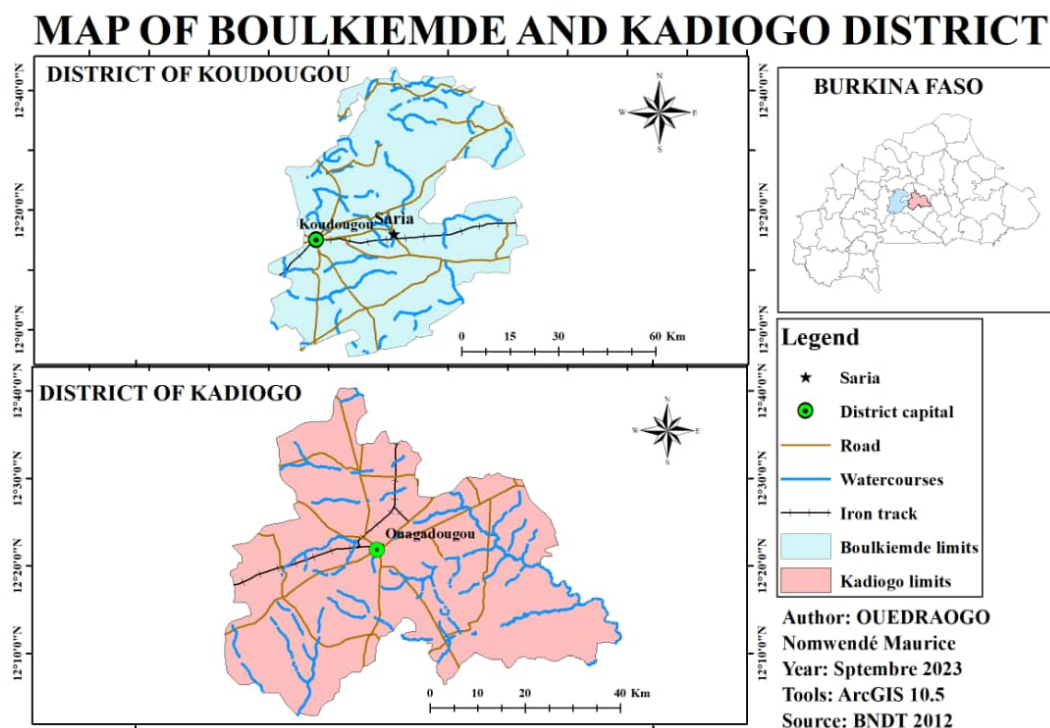 MAP OF BOULKIEMDE AND KADIOGO DISTRICT
DISTRICT OF KOUDOUGOU
12°40'0"N
12°20'0"N
12°0'0"N
N
W
E
S
Koudougou
Saria
0 15 30 60 Km
DISTRICT OF KADIOGO
12°40'0"N
12°30'0"N
12°20'0"N
12°10'0"N
N
W
E
S
Ouagadougou
0 10 20 40 Km
BURKINA FASO
Legend
Saria
District capital
Road
Watercourses
Iron track
Boulkiemde limits
Kadiogo limits
Author: OUEDRAOGO
Nomwendé Maurice
Year: Sptembre 2023
Tools: ArcGIS 10.5
Source: BNDT 2012